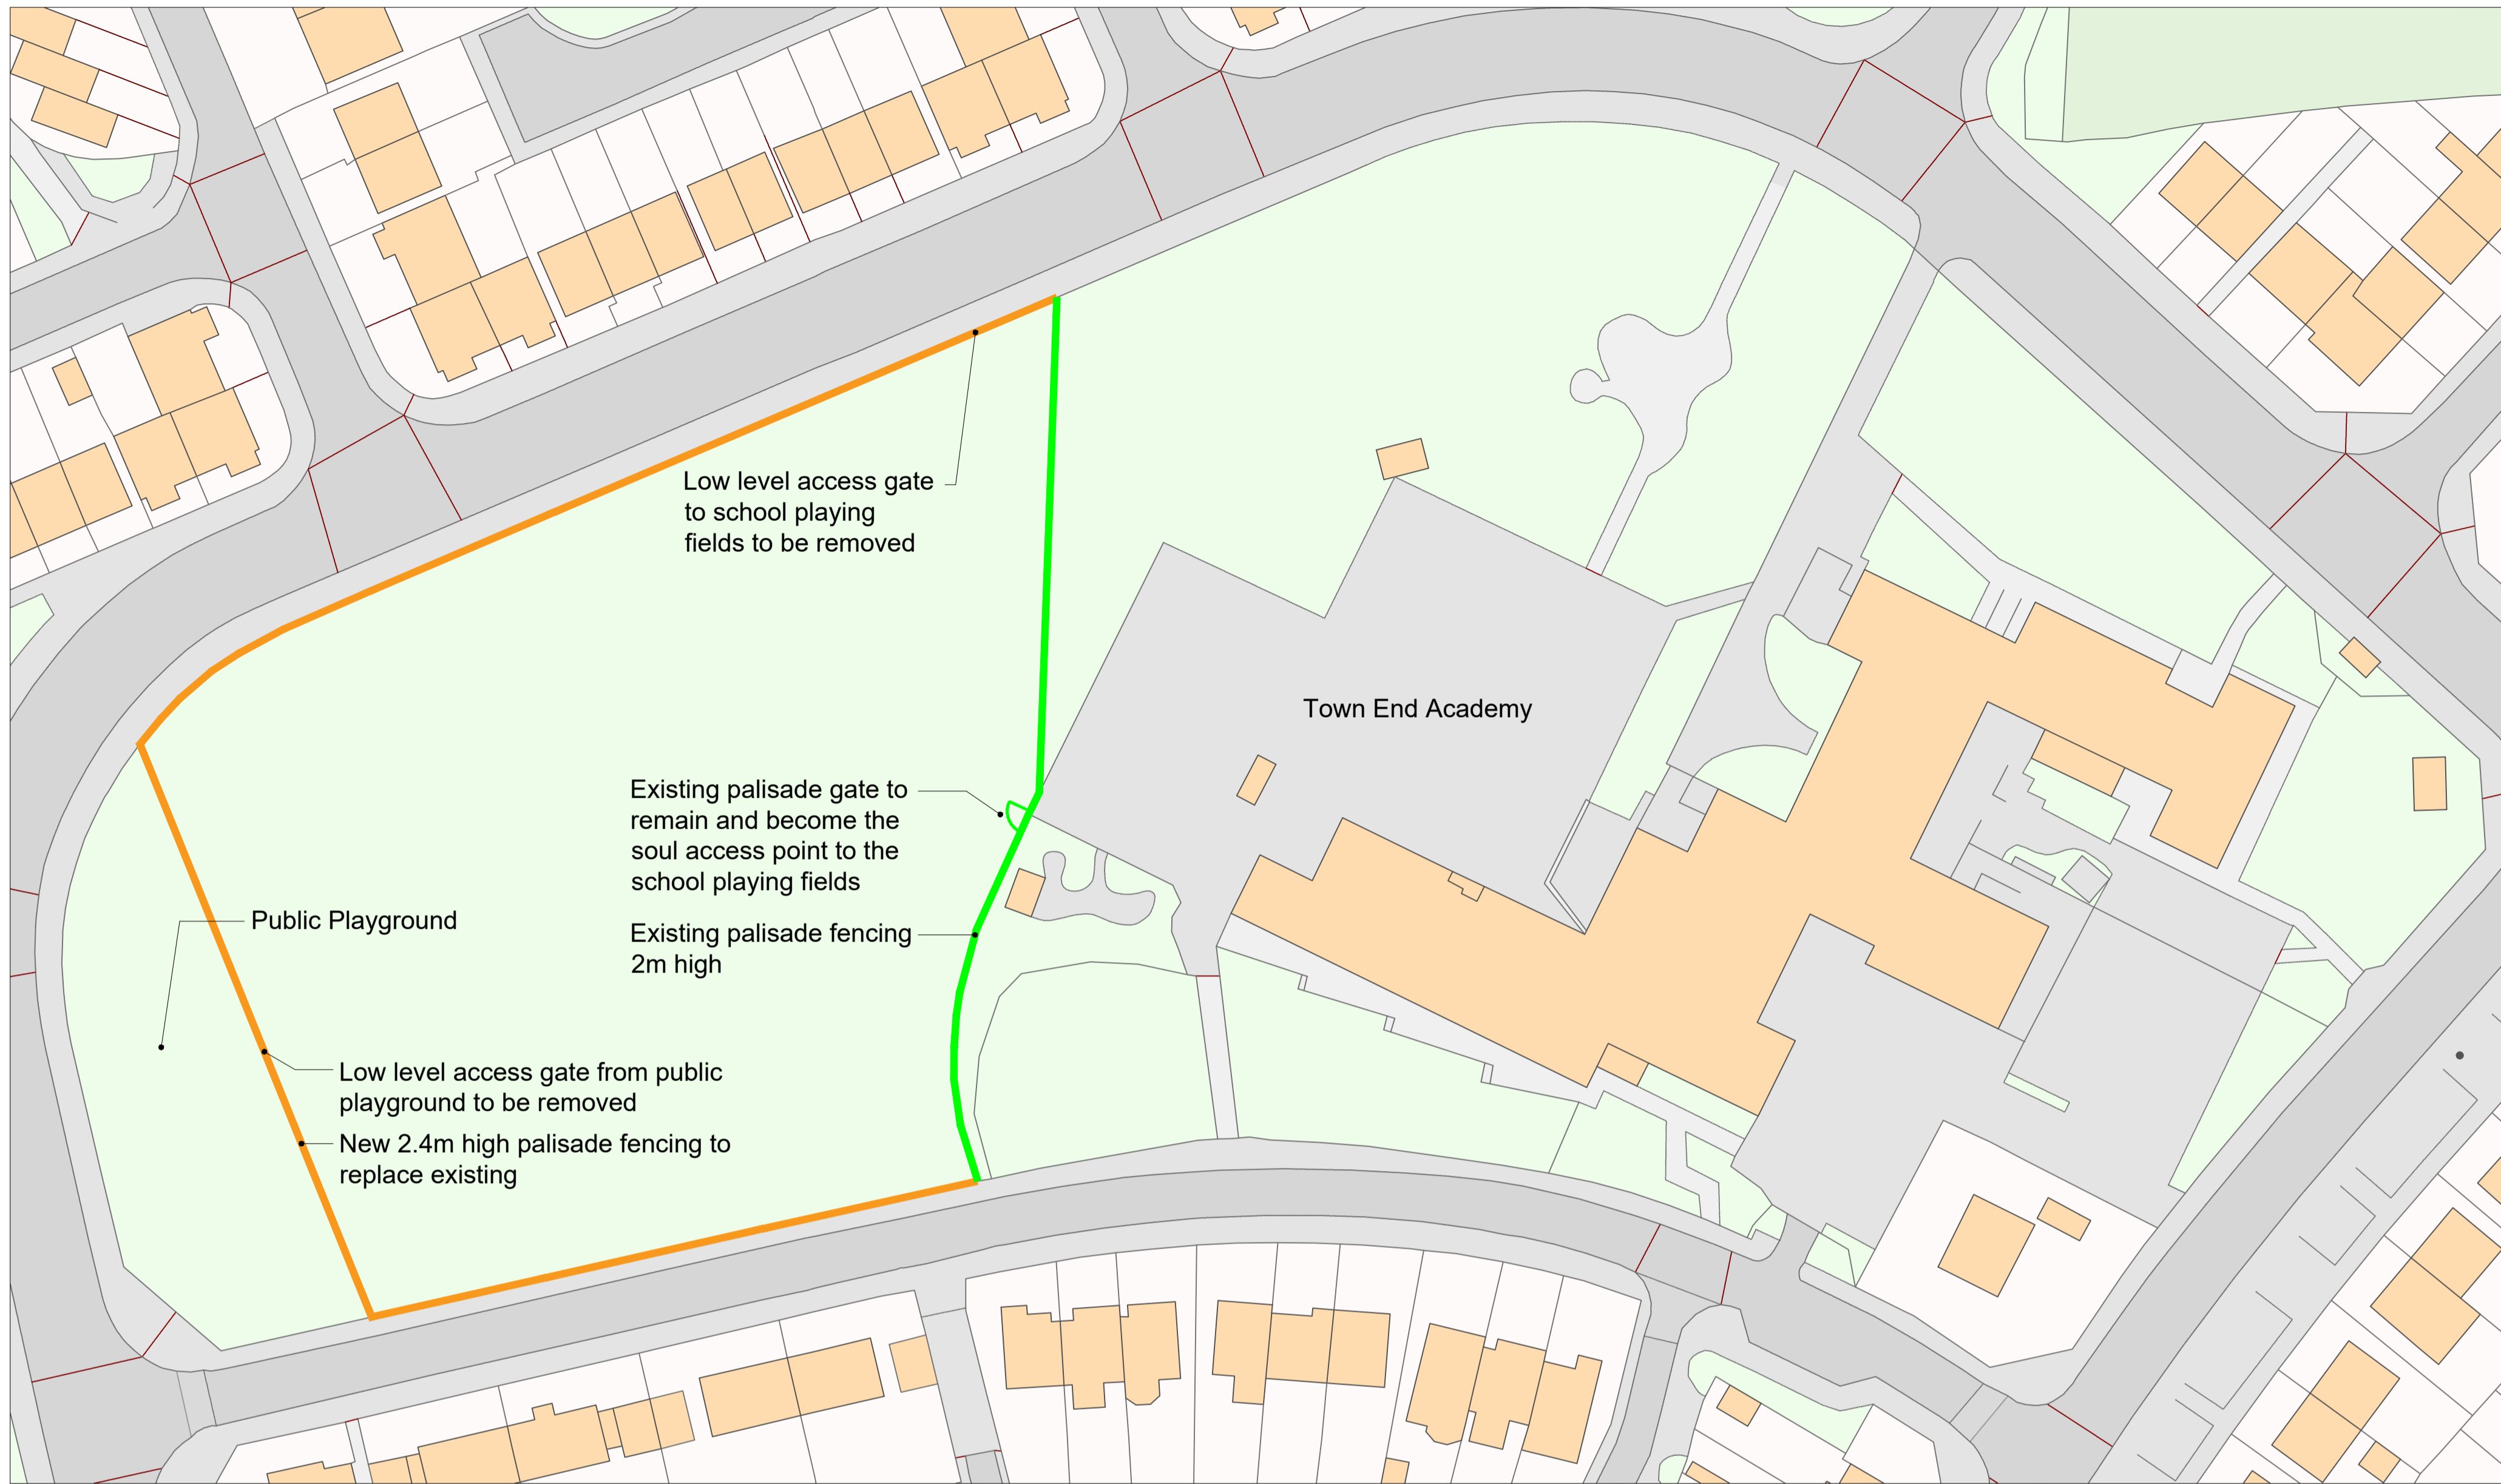 Low level access gate
to school playing
fields to be removed
Town End Academy
Existing palisade gate to
remain and become the
soul access point to the
school playing fields
Public Playground
Existing palisade fencing
2m high
Low level access gate from public
playground to be removed
New 2.4m high palisade fencing to
replace existing